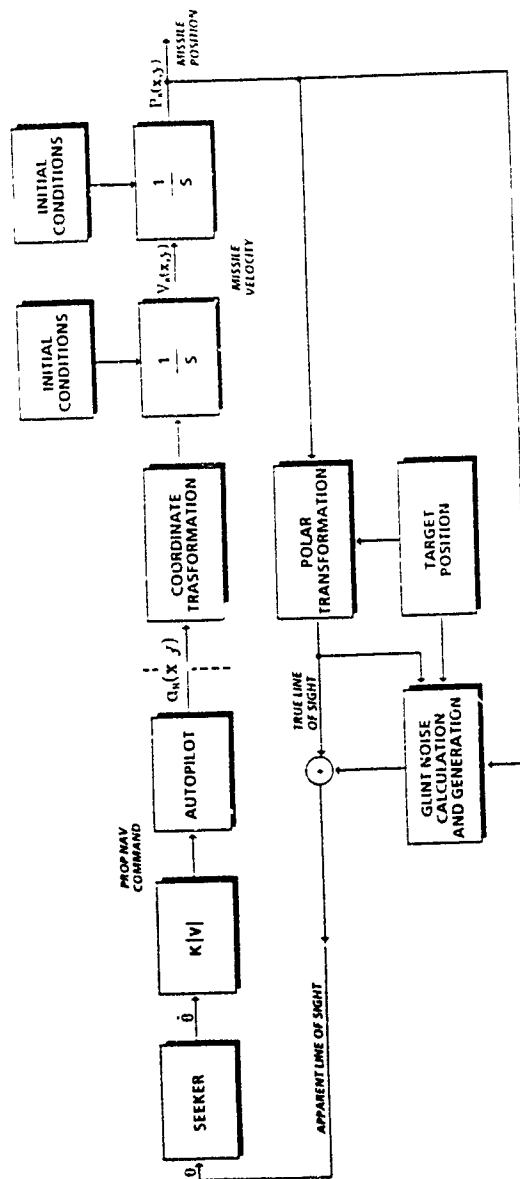 INITIAL
CONDITIONS
INITIAL
CONDITIONS
θ
SEEKER
θ̇
K|V|
PROP NAV
COMMAND
AUTOPILOT
COORDINATE
TRASFORMATION
1
S
MISSILE
VELOCITY
1
S
MISSILE
POSITION
TRUE LINE
OF SIGHT
POLAR
TRANSFORMATION
APPARENT LINE OF SIGHT
GLINT NOISE
CALCULATION
AND GENERATION
TARGET
POSITION